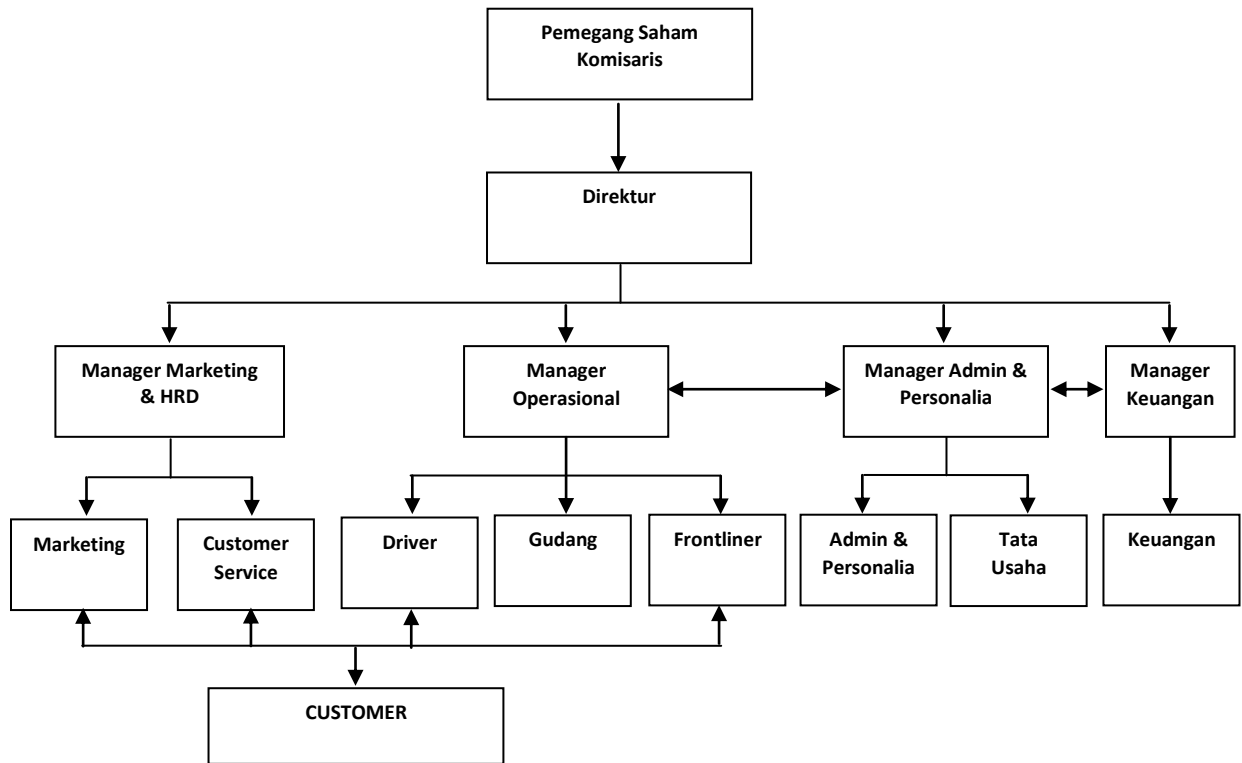 Pemegang Saham
Komisaris
Direktur
Manager Marketing
& HRD
Manager
Operasional
Manager Admin &
Personalia
Manager
Keuangan
Marketing
Customer
Service
Driver
Gudang
Frontliner
Admin &
Personalia
Tata
Usaha
Keuangan
CUSTOMER